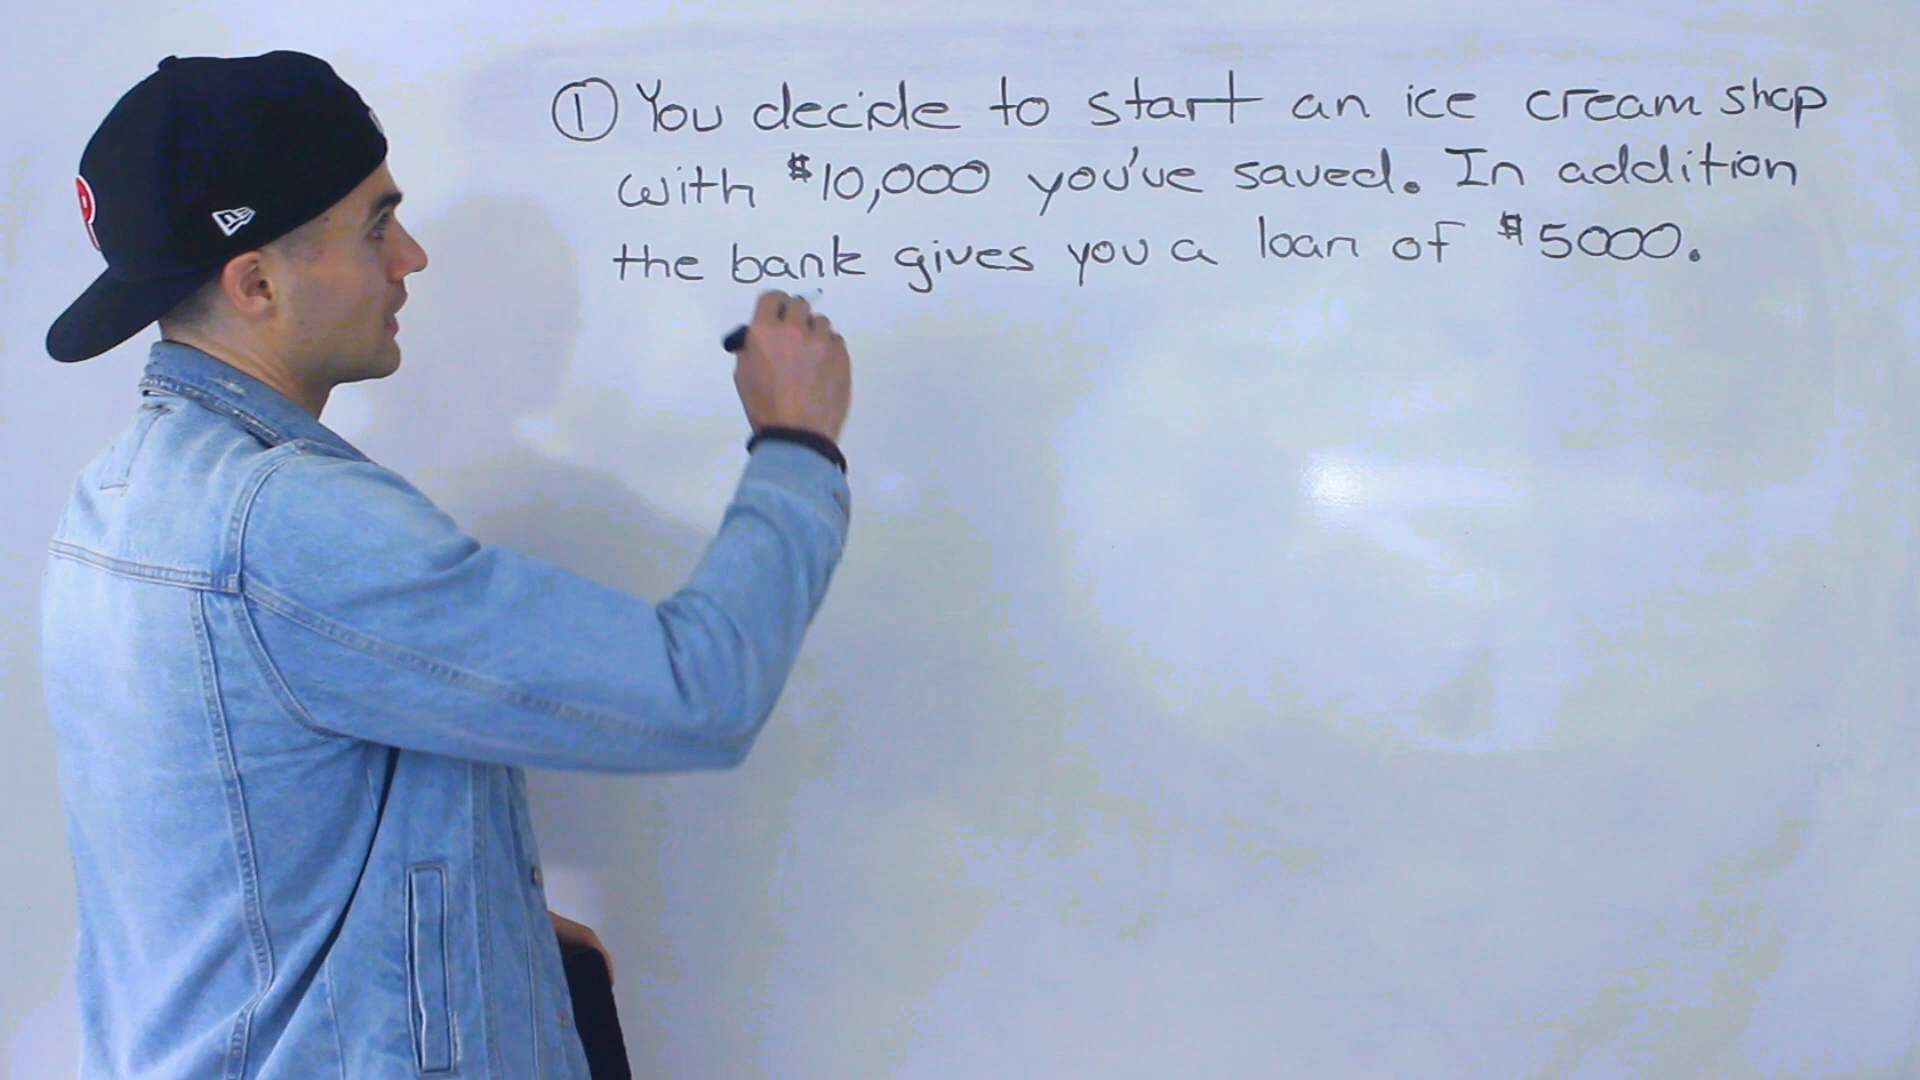 ① You decide to start an ice cream shop
with $10,000 you've saved. In addition
the bank gives you a loan of $5000.